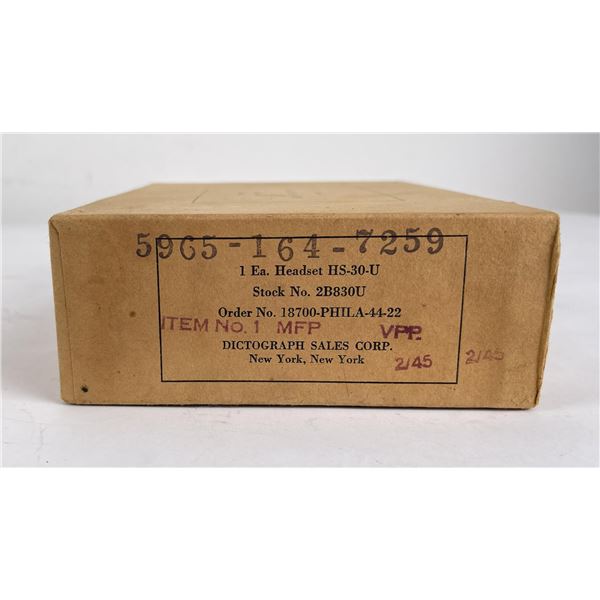 5965-164-7259
1 Ea. Headset HS-30-U
Stock No. 2B830U
Order No. 18700-PHILA-44-22
ITEM NO. 1 MFP VPP.
DICTOGRAPH SALES CORP.
New York, New York
2/45 2/45